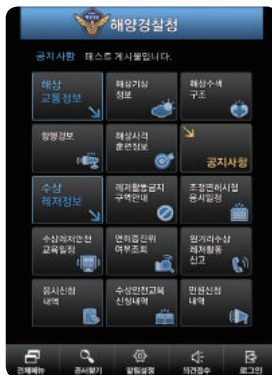 해양경찰청
공지사항 테스트 게시물입니다.
해상
교통정보
해상기상
정보
해상수색
구조
항행경보
해상사격
훈련정보
공지사항
수상
레저정보
레저활동금지
구역안내
조정면허시험
응시일정
수상레저안전
교육일정
면허증진위
여부조회
원거리수상
레저활동
신고
응시신청
내역
수상안전교육
신청내역
민원신청
내역
전체메뉴
관서찾기
알림설정
의견접수
로그인